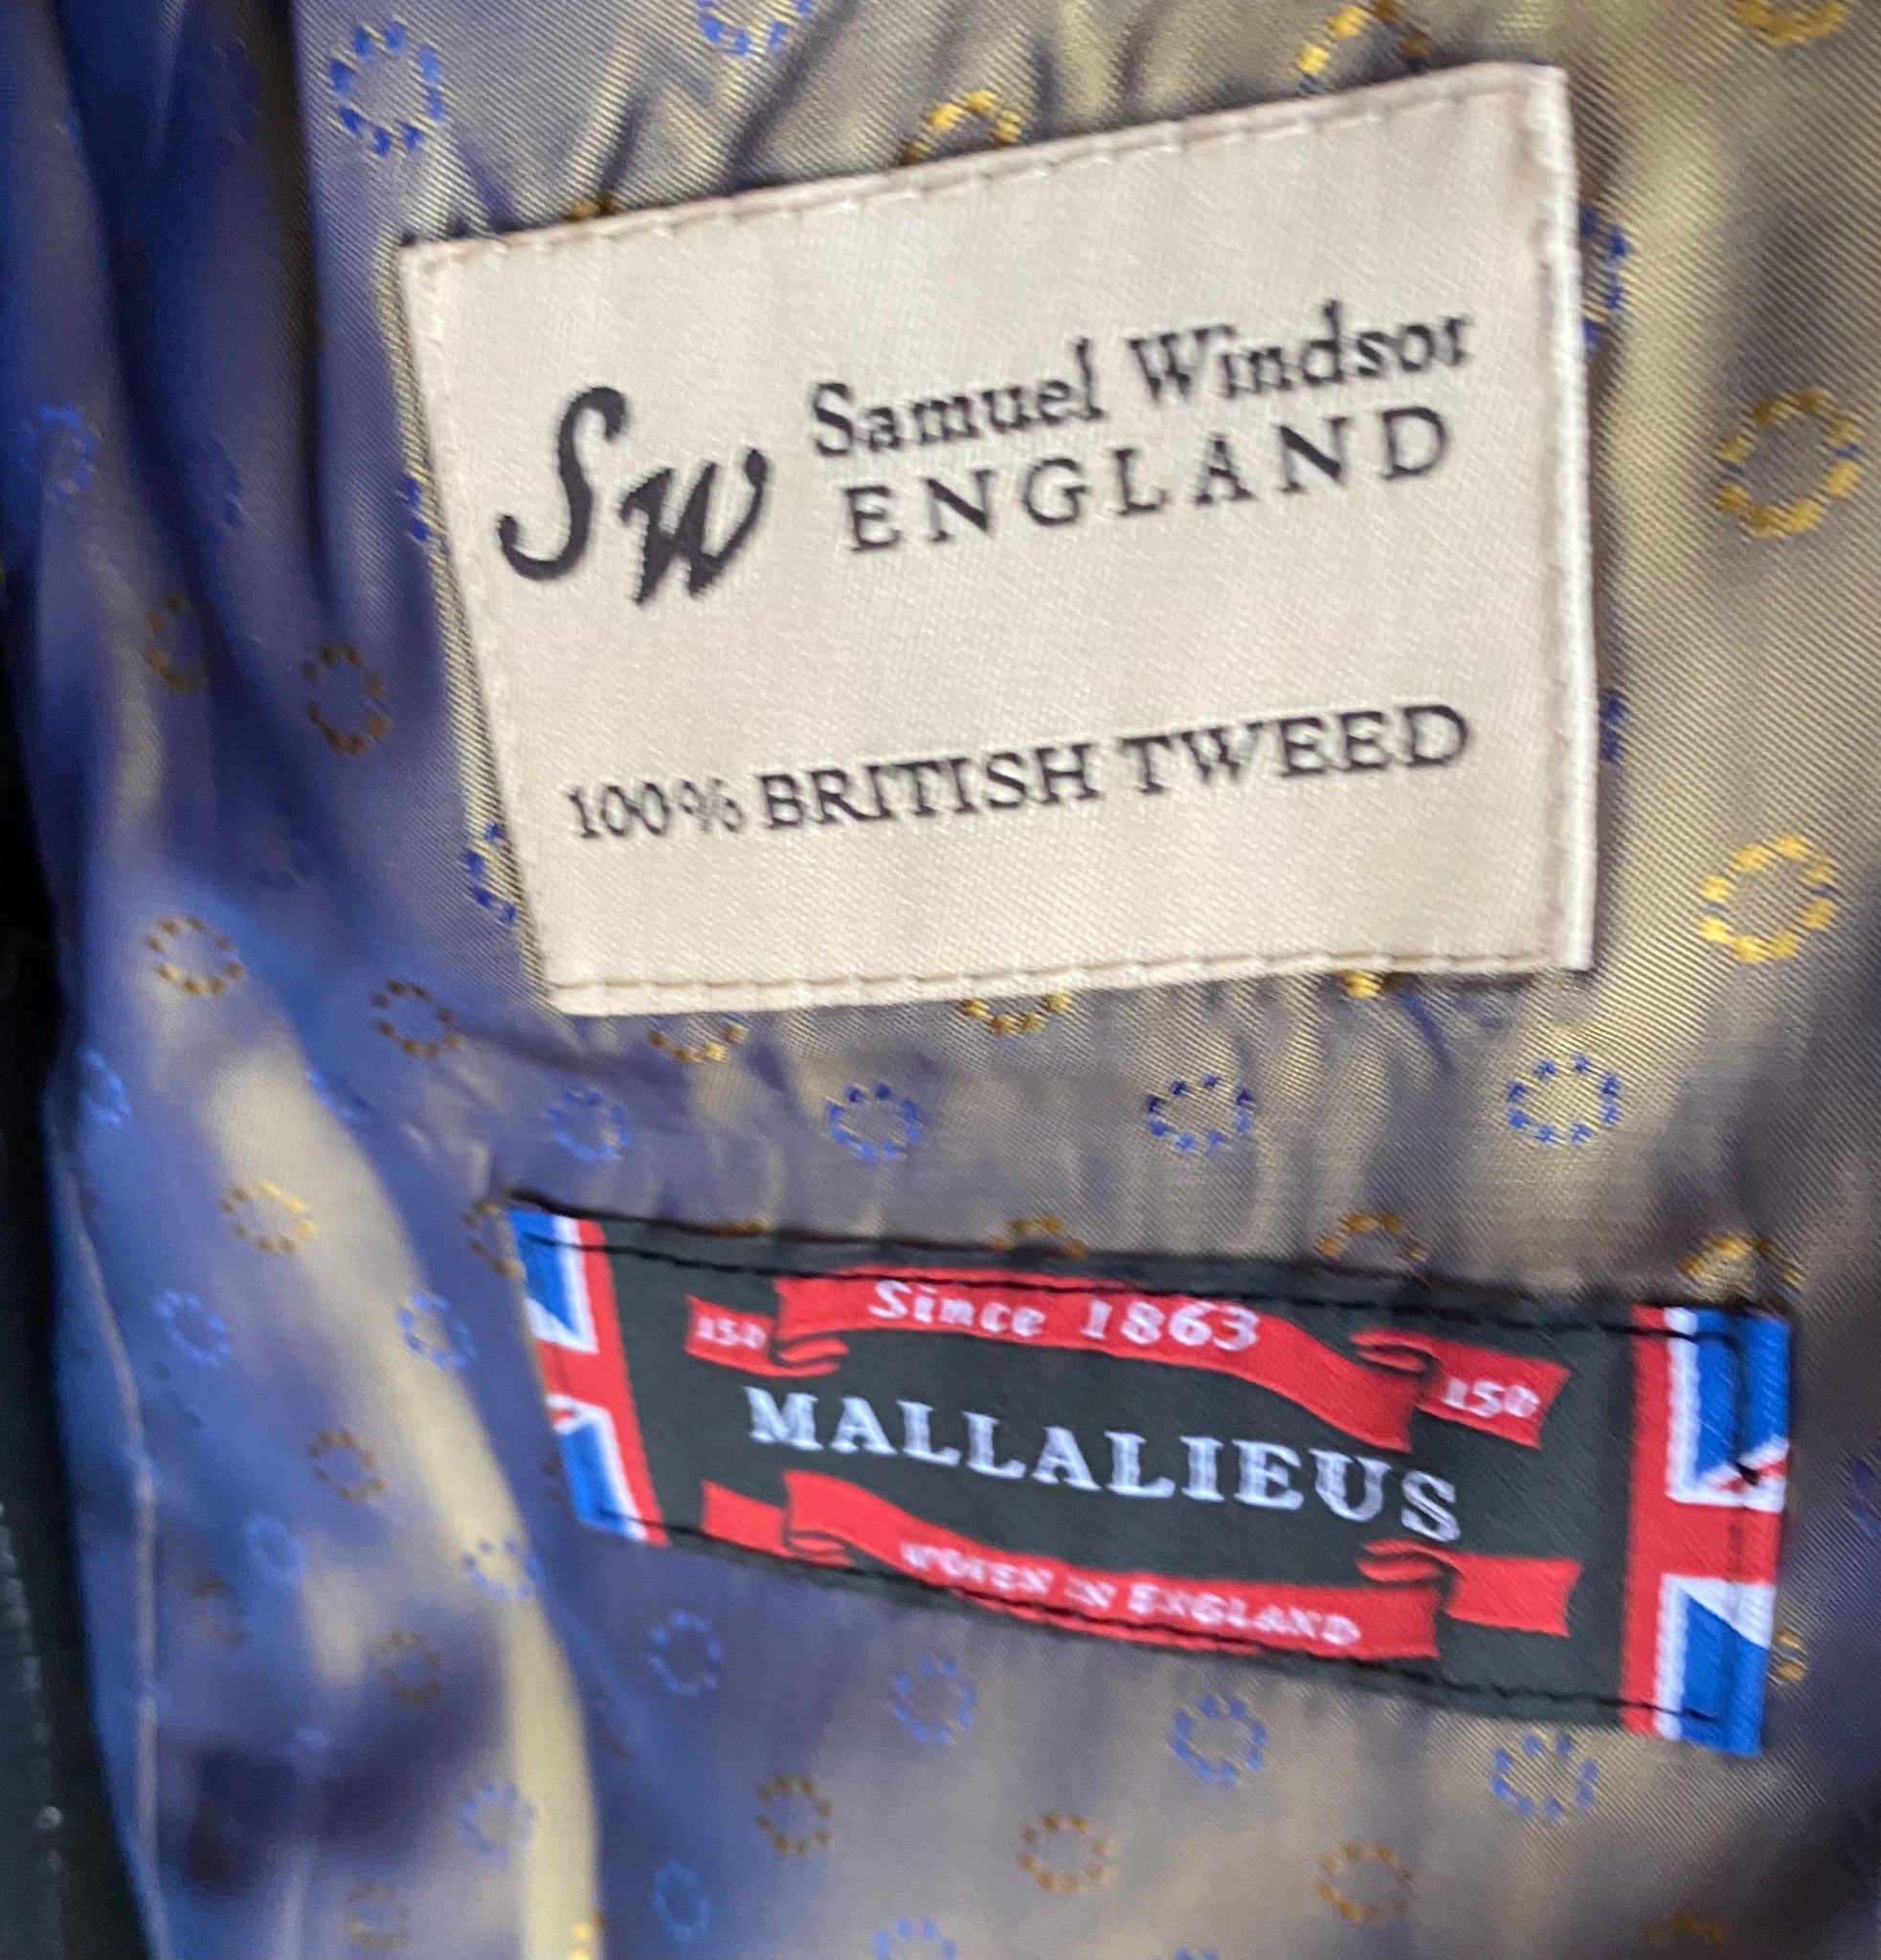 SW
Samuel Windsor
ENGLAND
100% BRITISH TWEED
Since 1863
150 150
MALLALIEUS
WOVEN IN ENGLAND